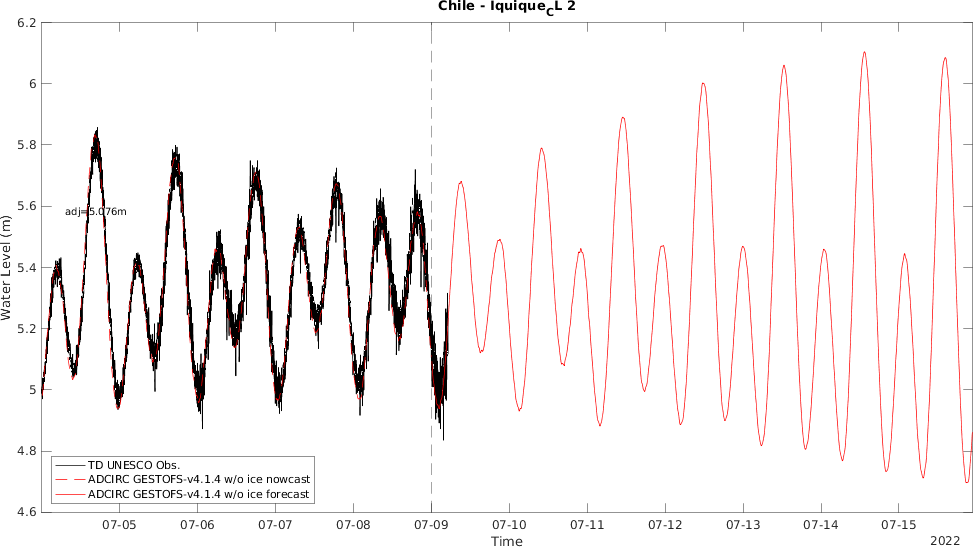 Chile - Iquique_CL 2
6.2
6
5.8
5.6
5.4
5.2
5
4.8
4.6
Water Level (m)
adj=5.076m
TD UNESCO Obs.
ADCIRC GESTOFS-v4.1.4 w/o ice nowcast
ADCIRC GESTOFS-v4.1.4 w/o ice forecast
07-05 07-06 07-07 07-08 07-09 07-10 07-11 07-12 07-13 07-14 07-15
Time
2022